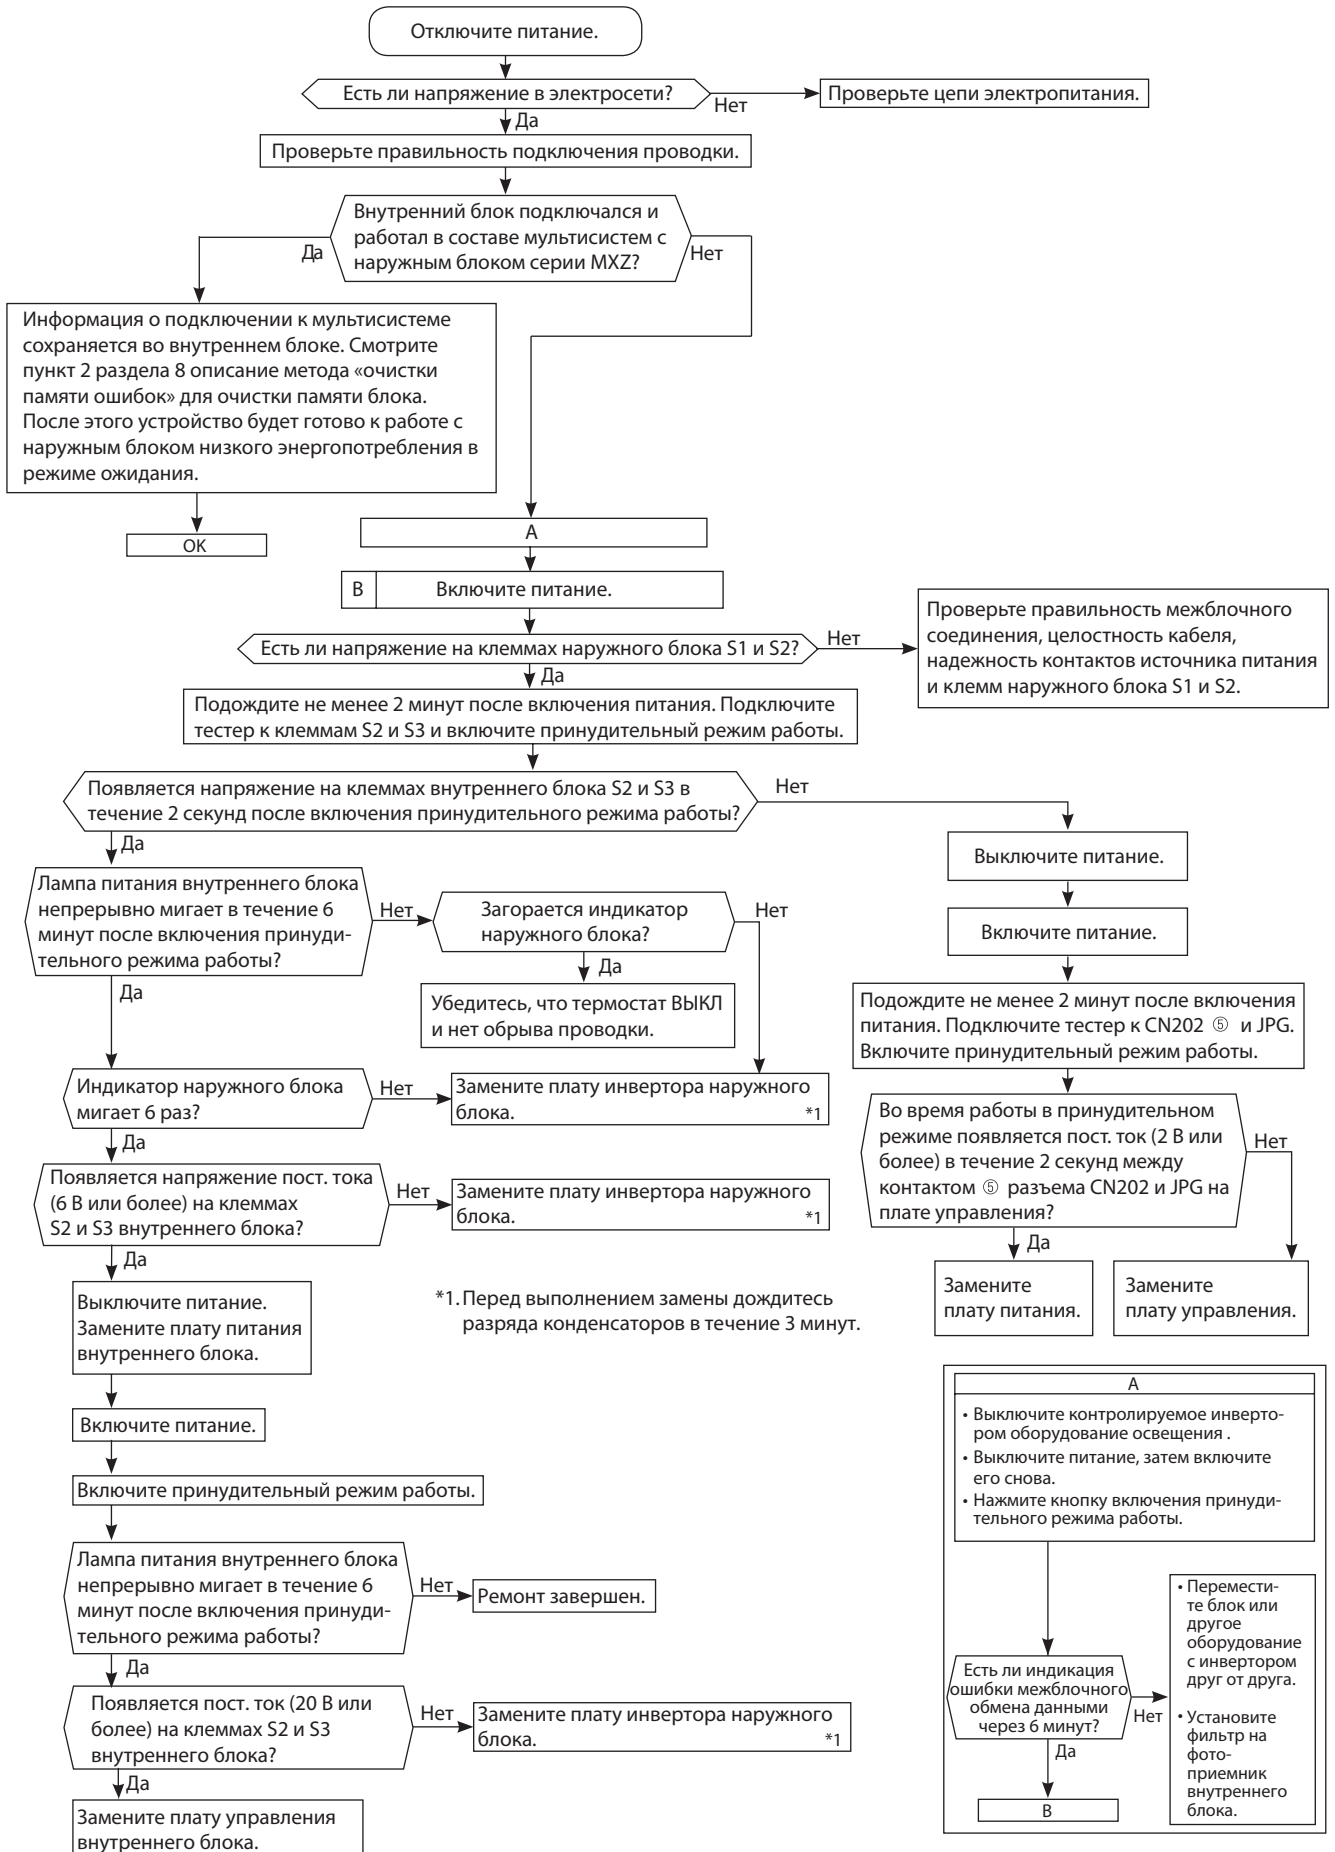 Отключите питание.
Есть ли напряжение в электросети?
Нет
Проверьте цепи электропитания.
Да
Проверьте правильность подключения проводки.
Внутренний блок подключался и
работал в составе мультисистем с
наружным блоком серии MXZ?
Да
Нет
Информация о подключении к мультисистеме
сохраняется во внутреннем блоке. Смотрите
пункт 2 раздела 8 описание метода «очистки
памяти ошибок» для очистки памяти блока.
После этого устройство будет готово к работе с
наружным блоком низкого энергопотребления в
режиме ожидания.
OK
A
B
Включите питание.
Есть ли напряжение на клеммах наружного блока S1 и S2?
Нет
Проверьте правильность межблочного
соединения, целостность кабеля,
надежность контактов источника питания
и клемм наружного блока S1 и S2.
Да
Подождите не менее 2 минут после включения питания. Подключите
тестер к клеммам S2 и S3 и включите принудительный режим работы.
Появляется напряжение на клеммах внутреннего блока S2 и S3 в
течение 2 секунд после включения принудительного режима работы?
Нет
Да
Лампа питания внутреннего блока
непрерывно мигает в течение 6
минут после включения принуди-
тельного режима работы?
Нет
Загорается индикатор
наружного блока?
Нет
Да
Убедитесь, что термостат ВЫКЛ
и нет обрыва проводки.
Да
Индикатор наружного блока
мигает 6 раз?
Нет
Замените плату инвертора наружного
блока. *1
Да
Появляется напряжение пост. тока
(6 В или более) на клеммах
S2 и S3 внутреннего блока?
Нет
Замените плату инвертора наружного
блока. *1
Да
Выключите питание.
Замените плату питания
внутреннего блока.
*1. Перед выполнением замены дождитесь
разряда конденсаторов в течение 3 минут.
Включите питание.
Включите принудительный режим работы.
Лампа питания внутреннего блока
непрерывно мигает в течение 6
минут после включения принуди-
тельного режима работы?
Нет
Ремонт завершен.
Да
Появляется пост. ток (20 В или
более) на клеммах S2 и S3
внутреннего блока?
Нет
Замените плату инвертора наружного
блока. *1
Да
Замените плату управления
внутреннего блока.
Выключите питание.
Включите питание.
Подождите не менее 2 минут после включения
питания. Подключите тестер к CN202 ⑤ и JPG.
Включите принудительный режим работы.
Во время работы в принудительном
режиме появляется пост. ток (2 В или
более) в течение 2 секунд между
контактом ⑤ разъема CN202 и JPG на
плате управления?
Нет
Да
Замените
плату питания.
Замените
плату управления.
A
• Выключите контролируемое инверто-
ром оборудование освещения .
• Выключите питание, затем включите
его снова.
• Нажмите кнопку включения принуди-
тельного режима работы.
Есть ли индикация
ошибки межблочного
обмена данными
через 6 минут?
Нет
• Перемести-
те блок или
другое
оборудование
с инвертором
друг от друга.
• Установите
фильтр на
фото-
приемник
внутреннего
блока.
Да
B